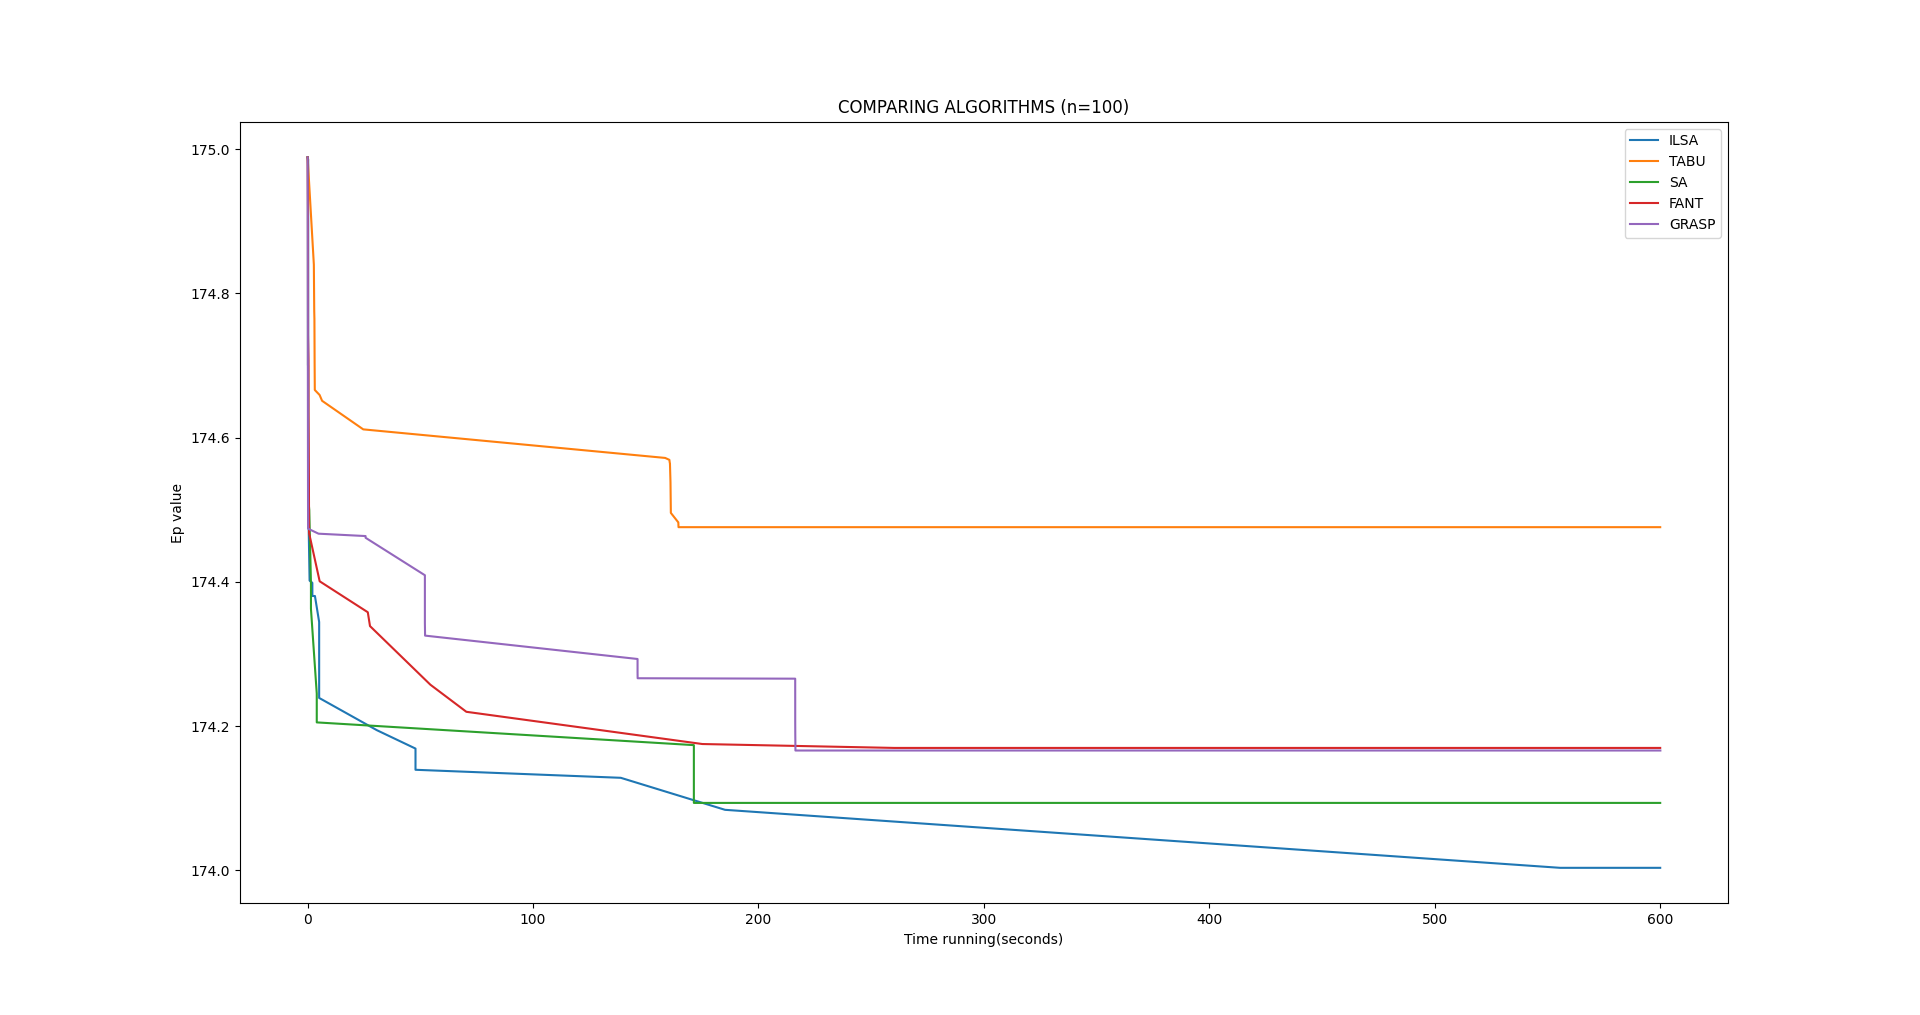 COMPARING ALGORITHMS (n=100)
ILSA
TABU
SA
FANT
GRASP
175.0
174.8
174.6
174.4
174.2
174.0
Ep value
0 100 200 300 400 500 600
Time running(seconds)